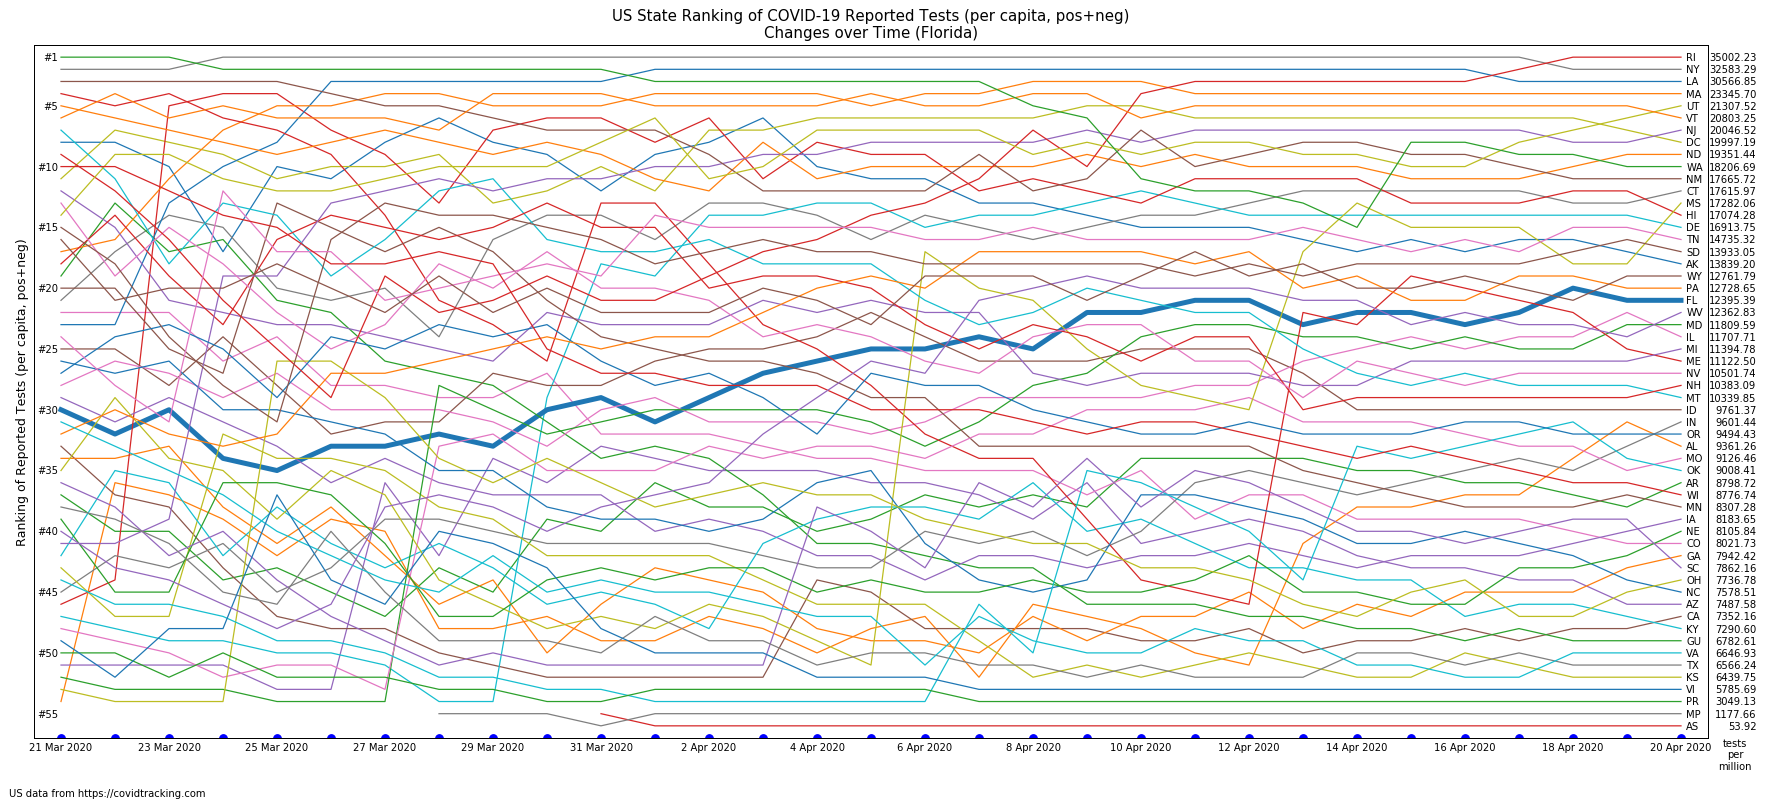 US State Ranking of COVID-19 Reported Tests (per capita, pos+neg)
Changes over Time (Florida)
Ranking of Reported Tests (per capita, pos+neg)
#1
#5
#10
#15
#20
#25
#30
#35
#40
#45
#50
#55
RI 35002.23
NY 32583.29
LA 30566.85
MA 23345.70
UT 21307.52
VT 20803.25
NJ 20046.52
DC 19997.19
ND 19351.44
WA 18206.69
NM 17665.72
CT 17615.97
MS 17282.06
HI 17074.28
DE 16913.75
TN 14735.32
SD 13933.05
AK 13839.20
WY 12761.79
PA 12728.65
FL 12395.39
WV 12362.83
MD 11809.59
IL 11707.71
MI 11394.78
ME 11122.50
NV 10501.74
NH 10383.09
MT 10339.85
ID 9761.37
IN 9601.44
OR 9494.43
AL 9361.26
MO 9126.46
OK 9008.41
AR 8798.72
WI 8776.74
MN 8307.28
IA 8183.65
NE 8105.84
CO 8021.73
GA 7942.42
SC 7862.16
OH 7736.78
NC 7578.51
AZ 7487.58
CA 7352.16
KY 7290.60
GU 6782.61
VA 6646.93
TX 6566.24
KS 6439.75
VI 5785.69
PR 3049.13
MP 1177.66
AS 53.92
21 Mar 2020 23 Mar 2020 25 Mar 2020 27 Mar 2020 29 Mar 2020 31 Mar 2020 2 Apr 2020 4 Apr 2020 6 Apr 2020 8 Apr 2020 10 Apr 2020 12 Apr 2020 14 Apr 2020 16 Apr 2020 18 Apr 2020 20 Apr 2020
tests
per
million
US data from https://covidtracking.com